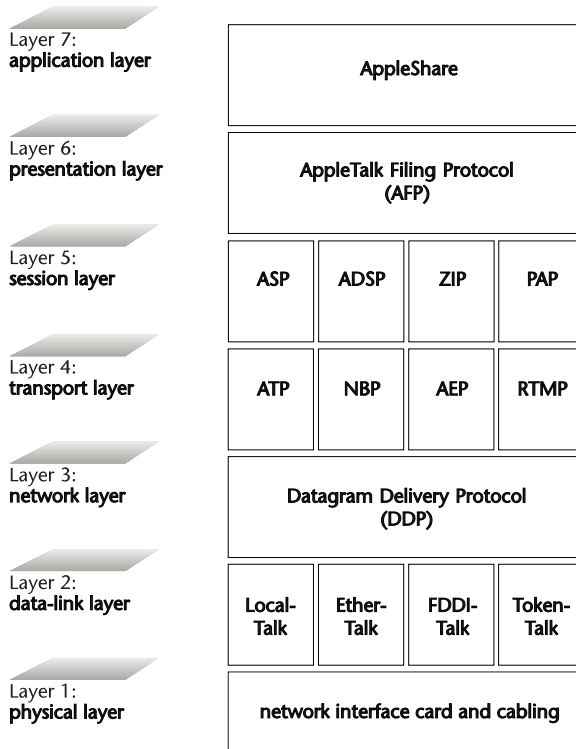 Layer 7:
application layer
AppleShare
Layer 6:
presentation layer
AppleTalk Filing Protocol
(AFP)
Layer 5:
session layer
ASP
ADSP
ZIP
PAP
Layer 4:
transport layer
ATP
NBP
AEP
RTMP
Layer 3:
network layer
Datagram Delivery Protocol
(DDP)
Layer 2:
data-link layer
Local-
Talk
Ether-
Talk
FDDI-
Talk
Token-
Talk
Layer 1:
physical layer
network interface card and cabling